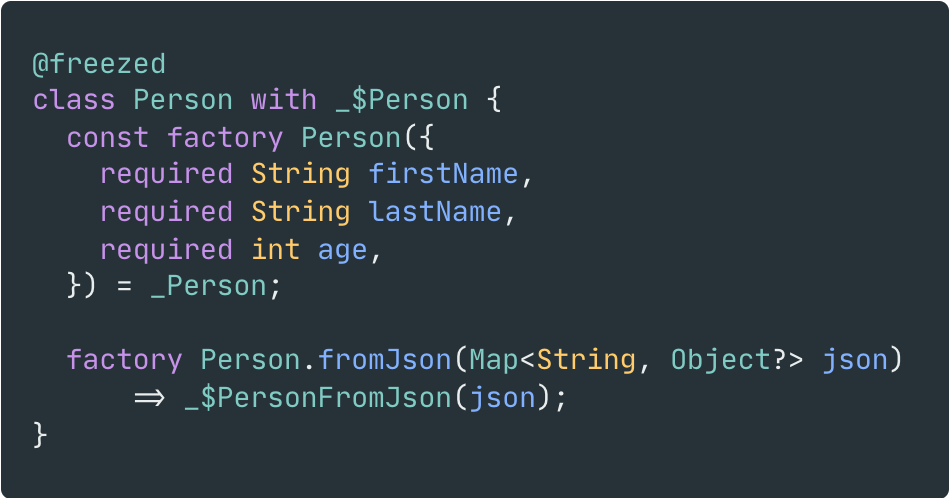 @freezed
class Person with _$Person {
  const factory Person({
    required String firstName,
    required String lastName,
    required int age,
  }) = _Person;

  factory Person.fromJson(Map<String, Object?> json)
      => _$PersonFromJson(json);
}